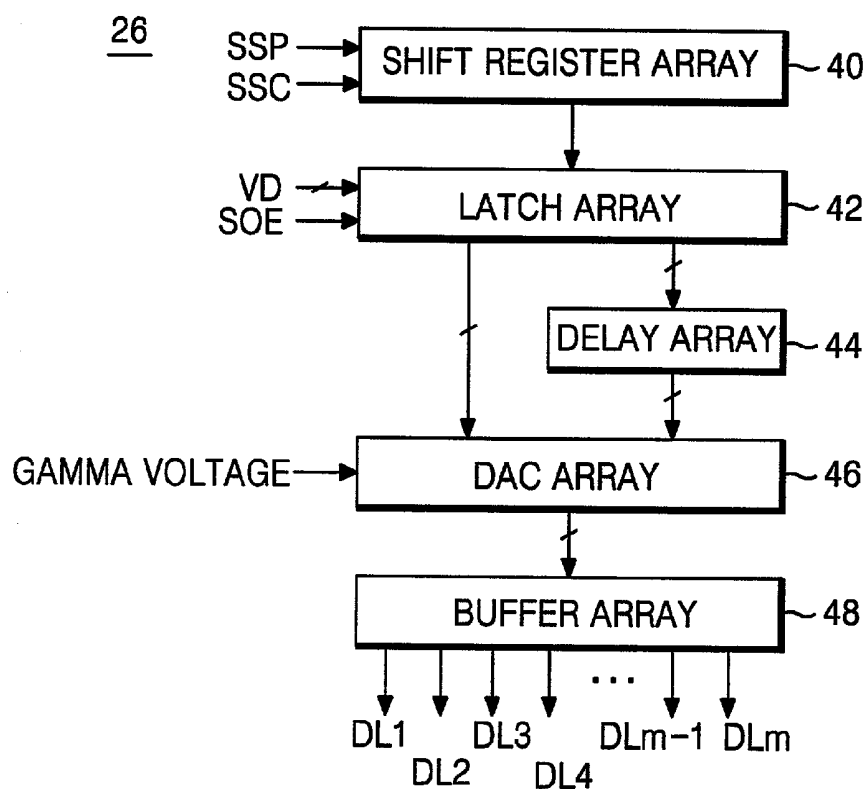 26
SSP
SSC
SHIFT REGISTER ARRAY
40
VD
SOE
LATCH ARRAY
42
DELAY ARRAY
44
GAMMA VOLTAGE
DAC ARRAY
46
BUFFER ARRAY
48
...
DL1
DL2
DL3
DL4
DLm-1
DLm